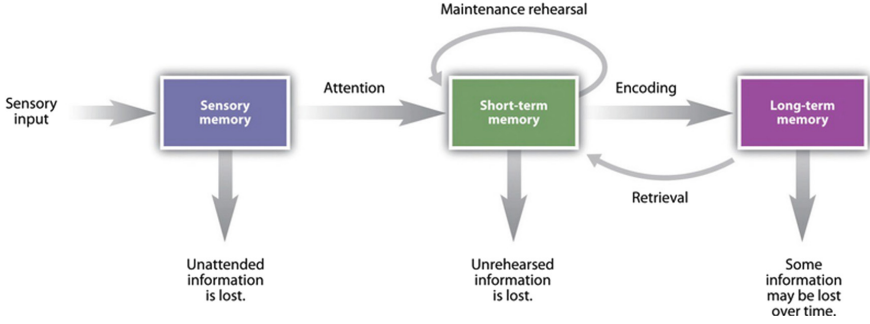 Maintenance rehearsal
Sensory
input
Sensory
memory
Attention
Short-term
memory
Encoding
Long-term
memory
Retrieval
Unattended
information
is lost.
Unrehearsed
information
is lost.
Some
information
may be lost
over time.